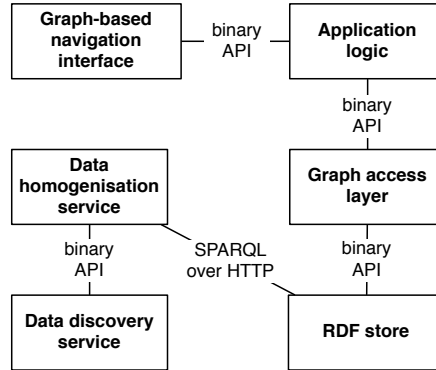 Graph-based
navigation
interface
binary
API
Application
logic
binary
API
Data
homogenisation
service
Graph access
layer
binary
API
SPARQL
over HTTP
binary
API
Data discovery
service
RDF store